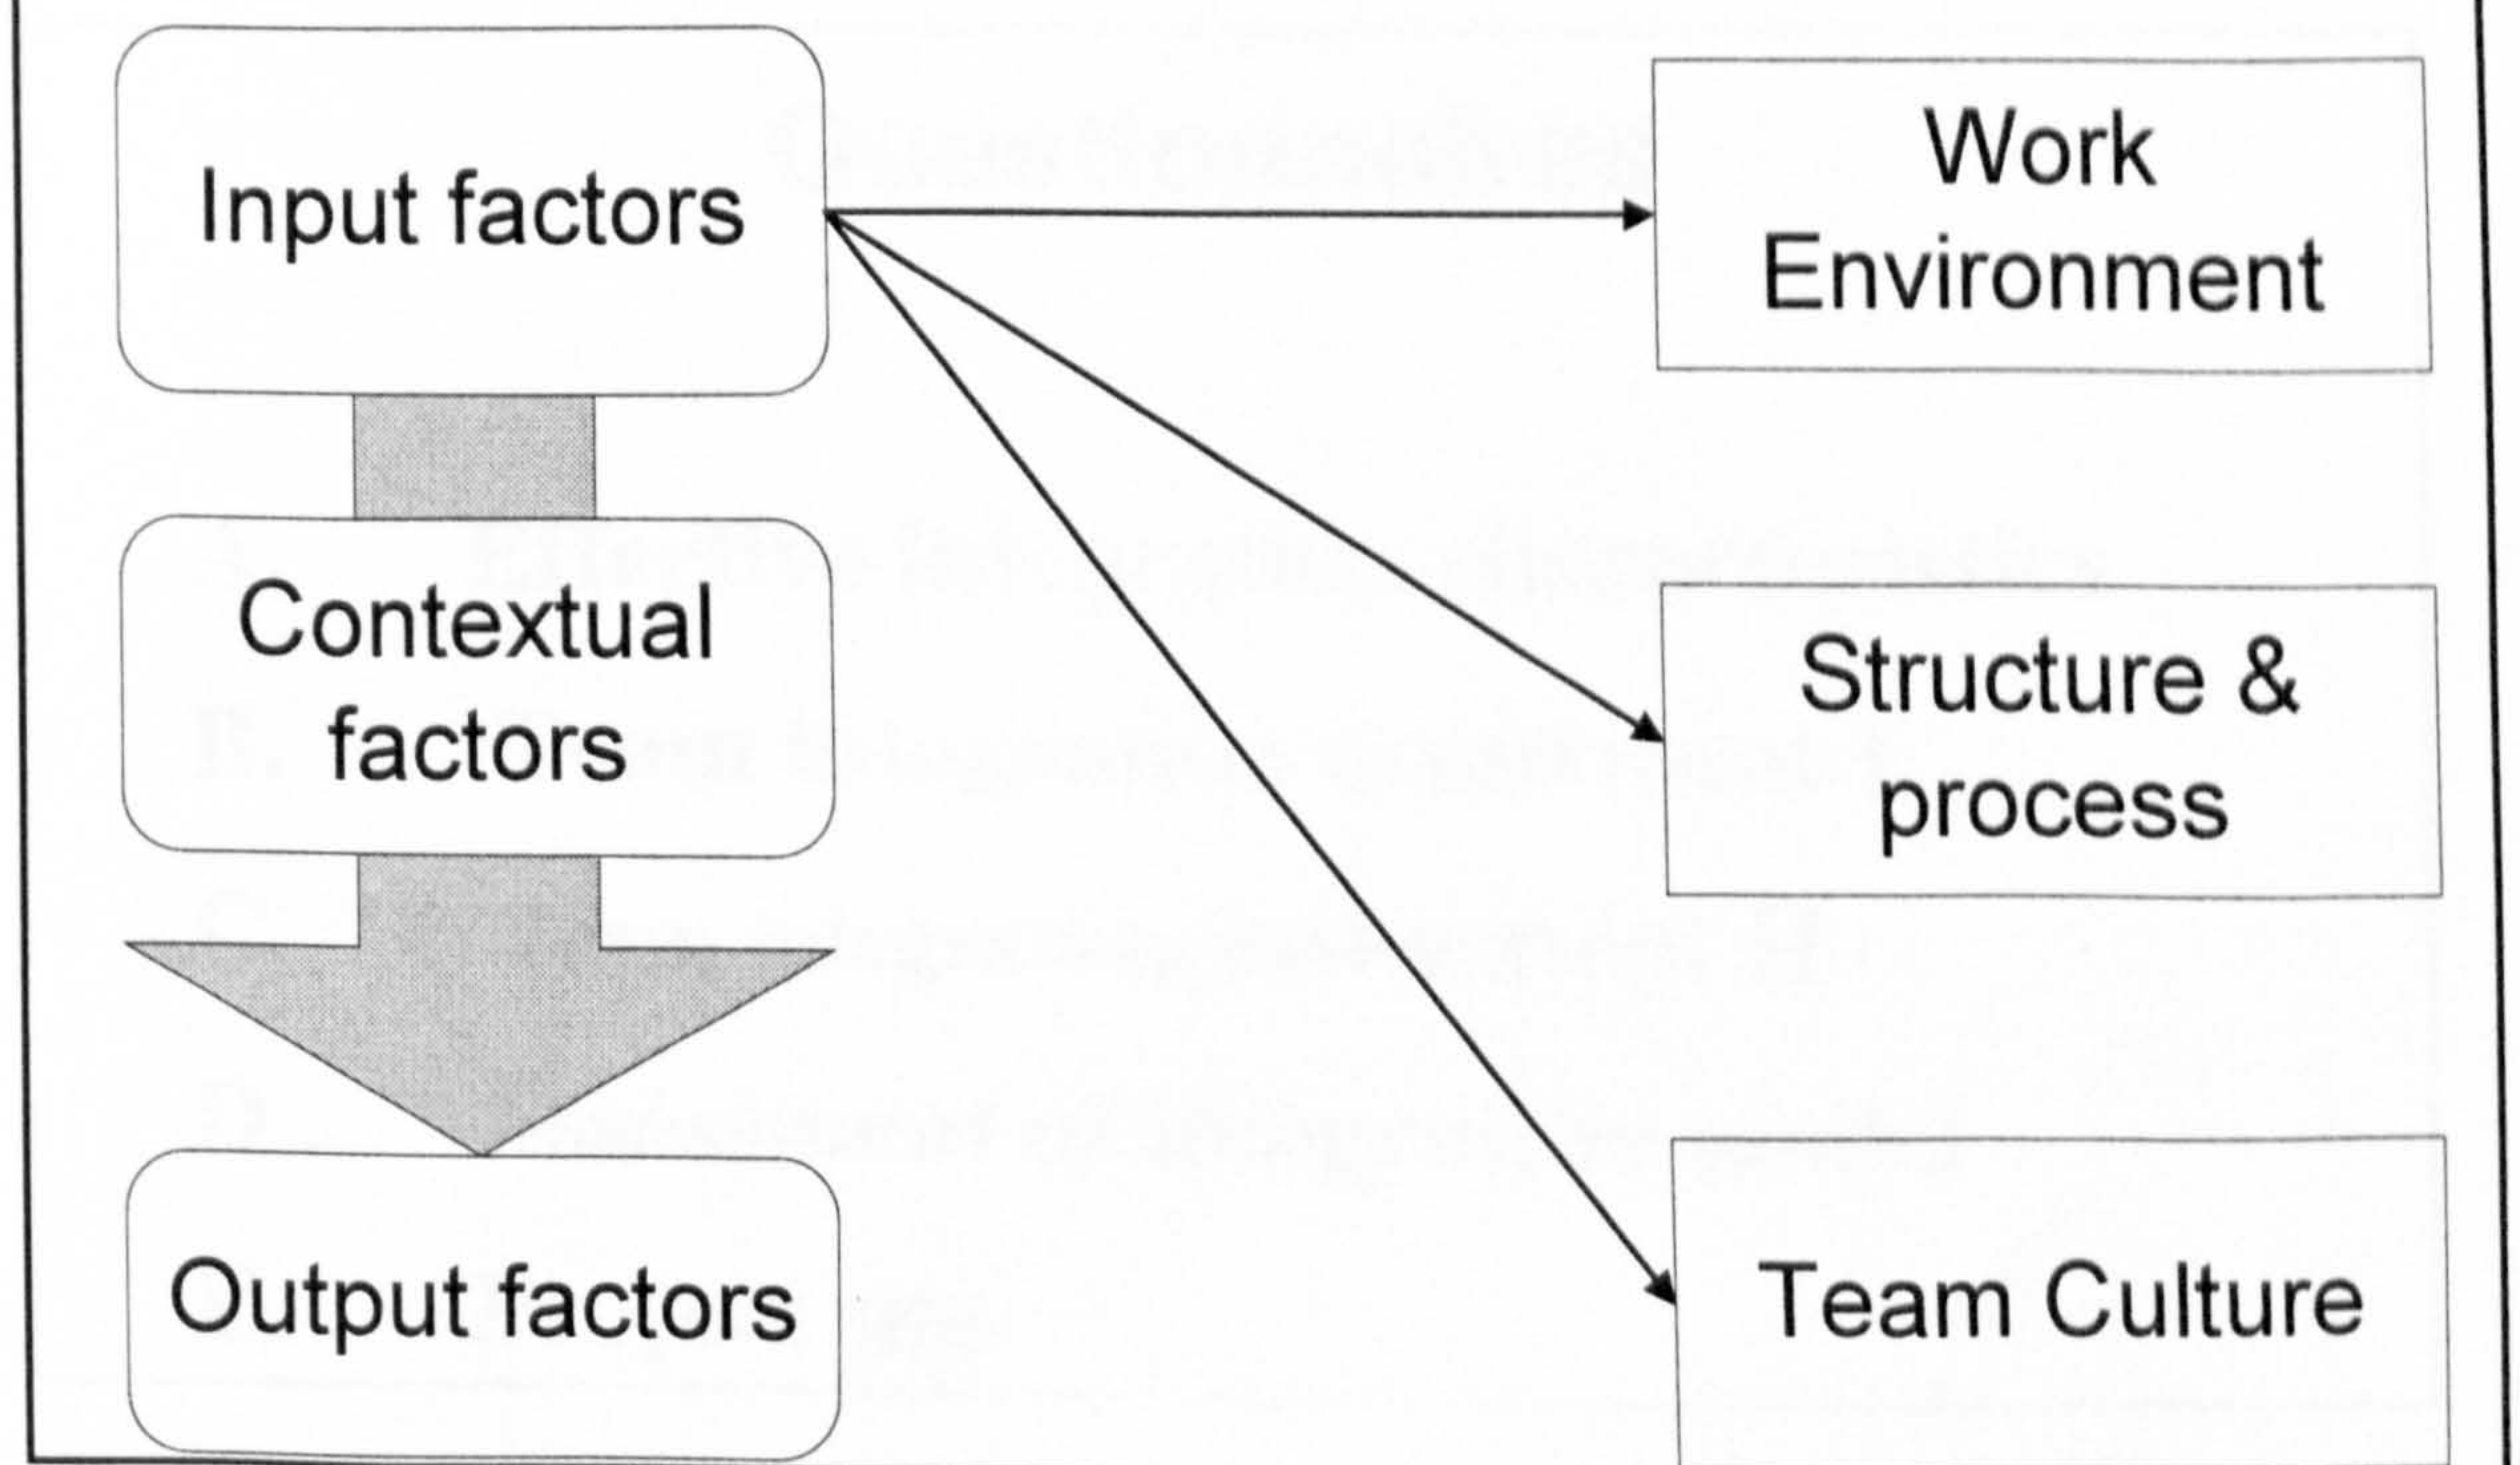 Input factors
Work
Environment
Contextual
factors
Structure &
process
Output factors
Team Culture